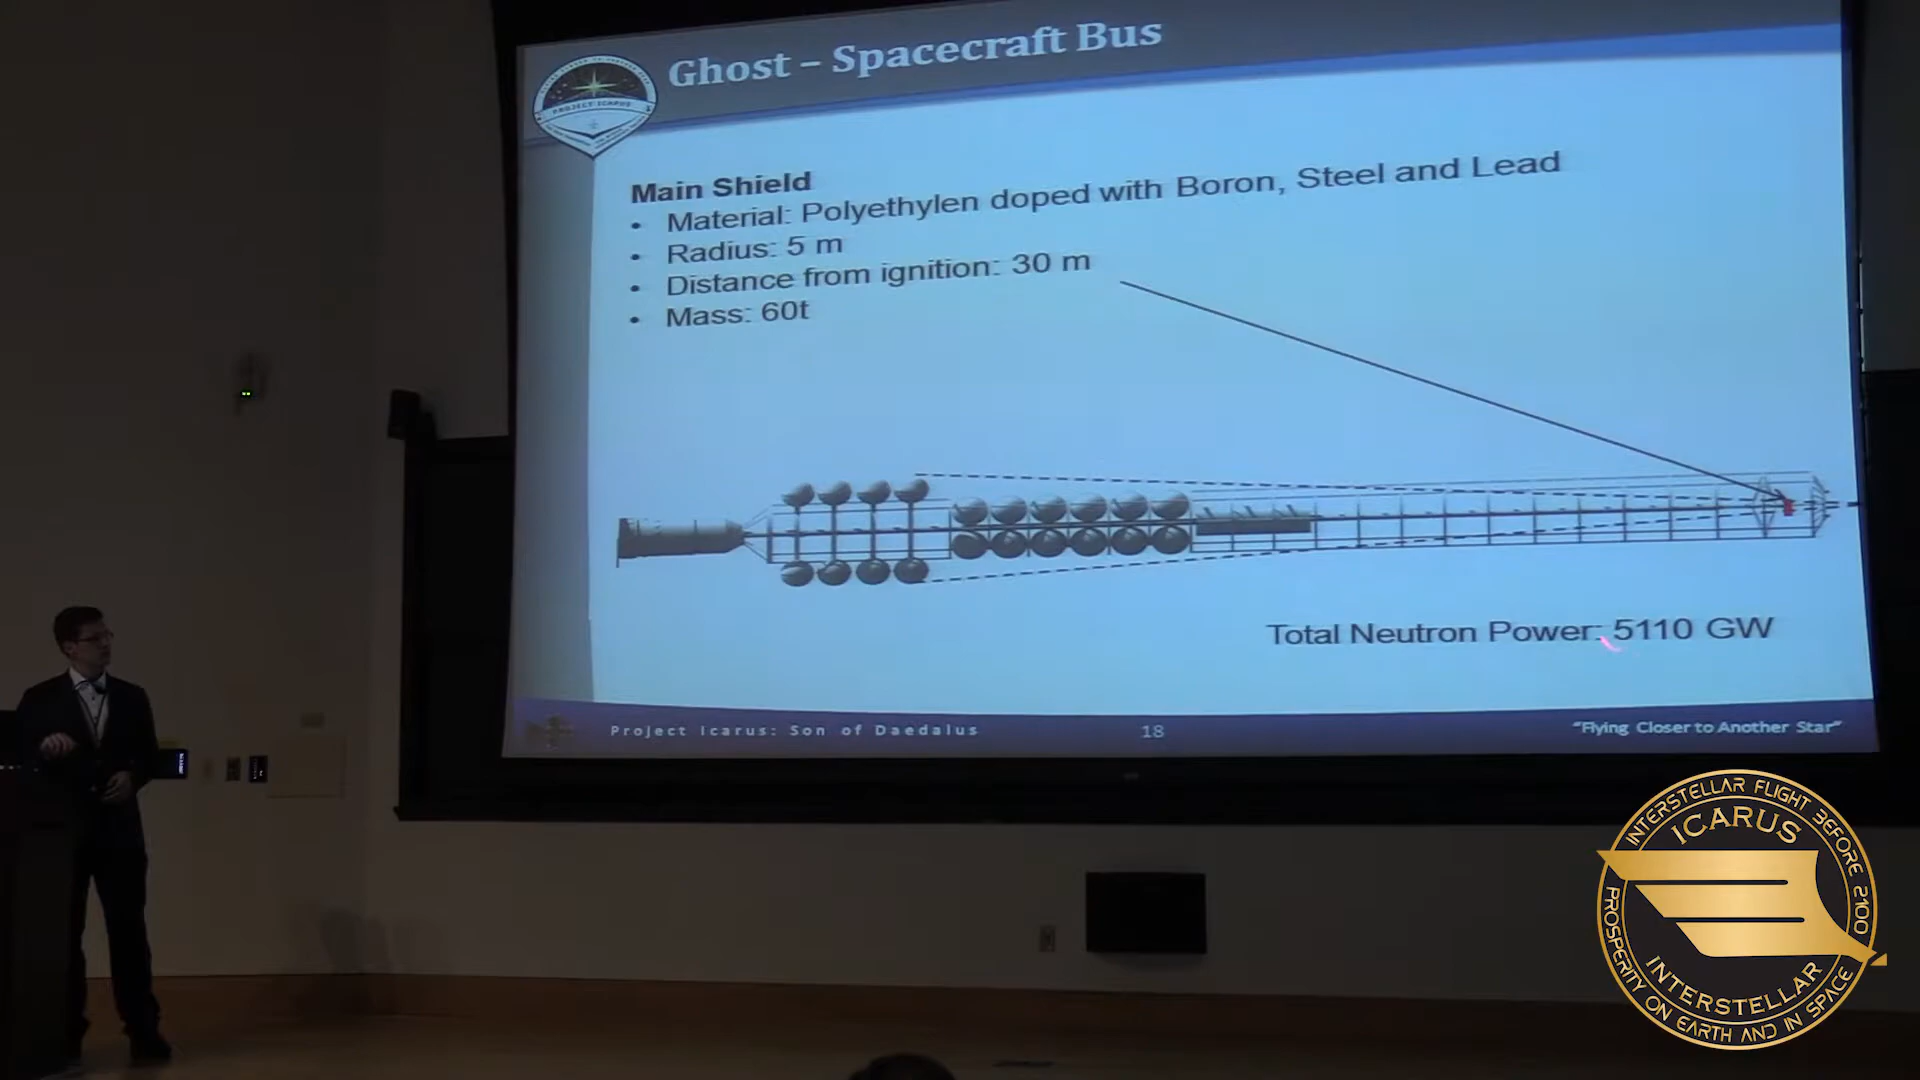 Ghost – Spacecraft Bus
PROJECT ICARUS
Main Shield
• Material: Polyethylen doped with Boron, Steel and Lead
• Radius: 5 m
• Distance from ignition: 30 m
• Mass: 60t
Total Neutron Power: 5110 GW
Project Icarus: Son of Daedalus
18
“Flying Closer to Another Star”
INTERSTELLAR FLIGHT BEFORE 2100
ICARUS
INTERSTELLAR
PROSPERITY ON EARTH AND IN SPACE